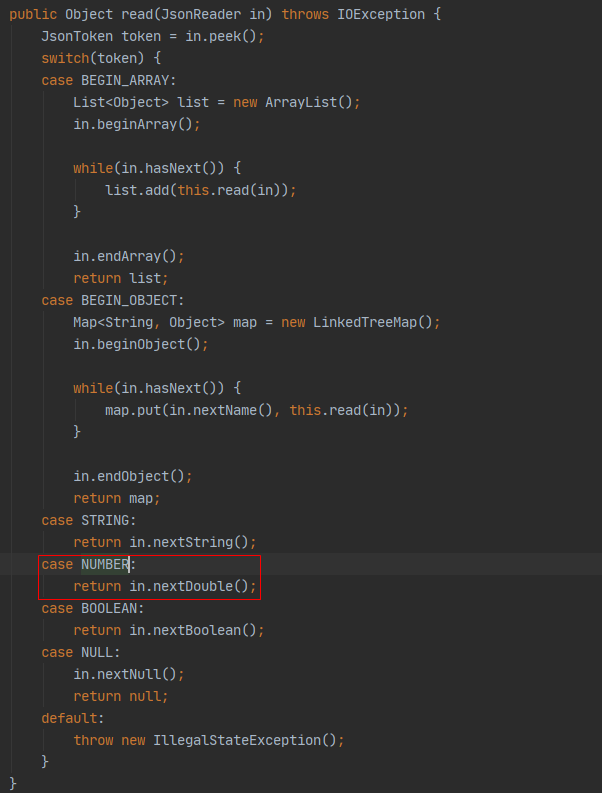 public Object read(JsonReader in) throws IOException {
JsonToken token = in.peek();
switch(token) {
case BEGIN_ARRAY:
List<Object> list = new ArrayList();
in.beginArray();
while(in.hasNext()) {
list.add(this.read(in));
}
in.endArray();
return list;
case BEGIN_OBJECT:
Map<String, Object> map = new LinkedTreeMap();
in.beginObject();
while(in.hasNext()) {
map.put(in.nextName(), this.read(in));
}
in.endObject();
return map;
case STRING:
return in.nextString();
case NUMBER:
return in.nextDouble();
case BOOLEAN:
return in.nextBoolean();
case NULL:
in.nextNull();
return null;
default:
throw new IllegalStateException();
}
}